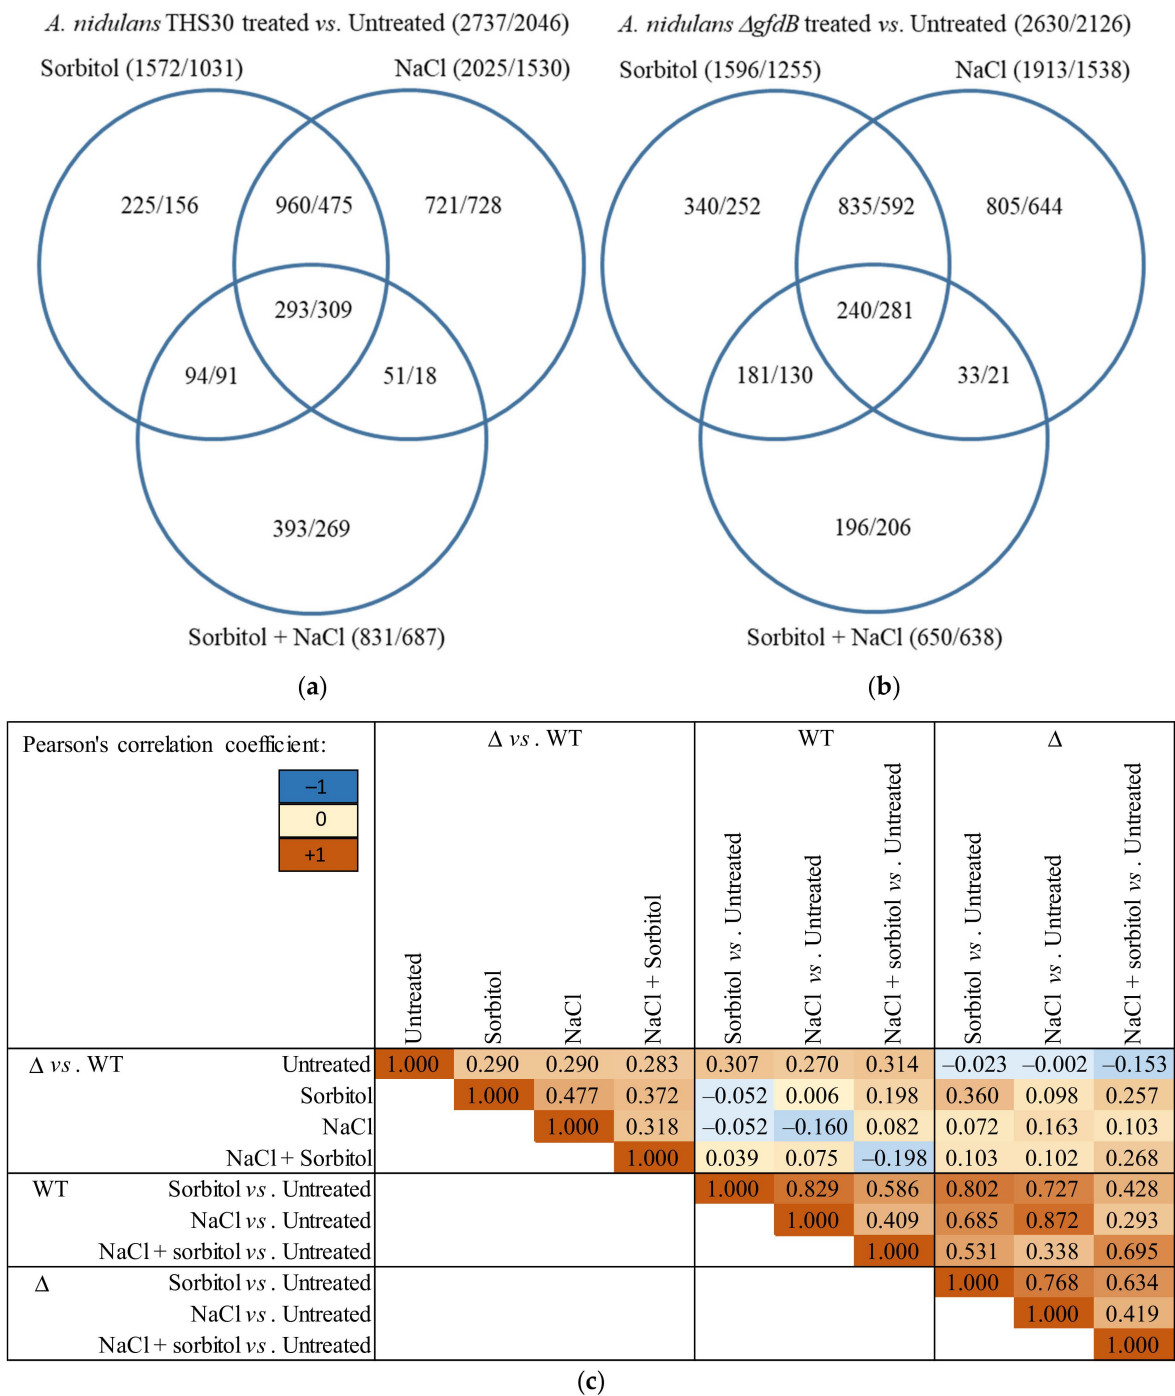 A. nidulans THS30 treated vs. Untreated (2737/2046)
Sorbitol (1572/1031) NaCl (2025/1530)
225/156 960/475 721/728
293/309
94/91 51/18
393/269
Sorbitol + NaCl (831/687)
(a)
A. nidulans ΔgfdB treated vs. Untreated (2630/2126)
Sorbitol (1596/1255) NaCl (1913/1538)
340/252 835/592 805/644
240/281
181/130 33/21
196/206
Sorbitol + NaCl (650/638)
(b)
Pearson's correlation coefficient:
–1
0
+1
Δ vs. WT WT Δ
Untreated
Sorbitol
NaCl
NaCl + Sorbitol
Sorbitol vs. Untreated
NaCl vs. Untreated
NaCl + sorbitol vs. Untreated
Sorbitol vs. Untreated
NaCl vs. Untreated
NaCl + sorbitol vs. Untreated
Δ vs. WT Untreated 1.000 0.290 0.290 0.283 0.307 0.270 0.314 –0.023 –0.002 –0.153
Sorbitol 1.000 0.477 0.372 –0.052 0.006 0.198 0.360 0.098 0.257
NaCl 1.000 0.318 –0.052 –0.160 0.082 0.072 0.163 0.103
NaCl + Sorbitol 1.000 0.039 0.075 –0.198 0.103 0.102 0.268
WT Sorbitol vs. Untreated 1.000 0.829 0.586 0.802 0.727 0.428
NaCl vs. Untreated 1.000 0.409 0.685 0.872 0.293
NaCl + sorbitol vs. Untreated 1.000 0.531 0.338 0.695
Δ Sorbitol vs. Untreated 1.000 0.768 0.634
NaCl vs. Untreated 1.000 0.419
NaCl + sorbitol vs. Untreated 1.000
(c)